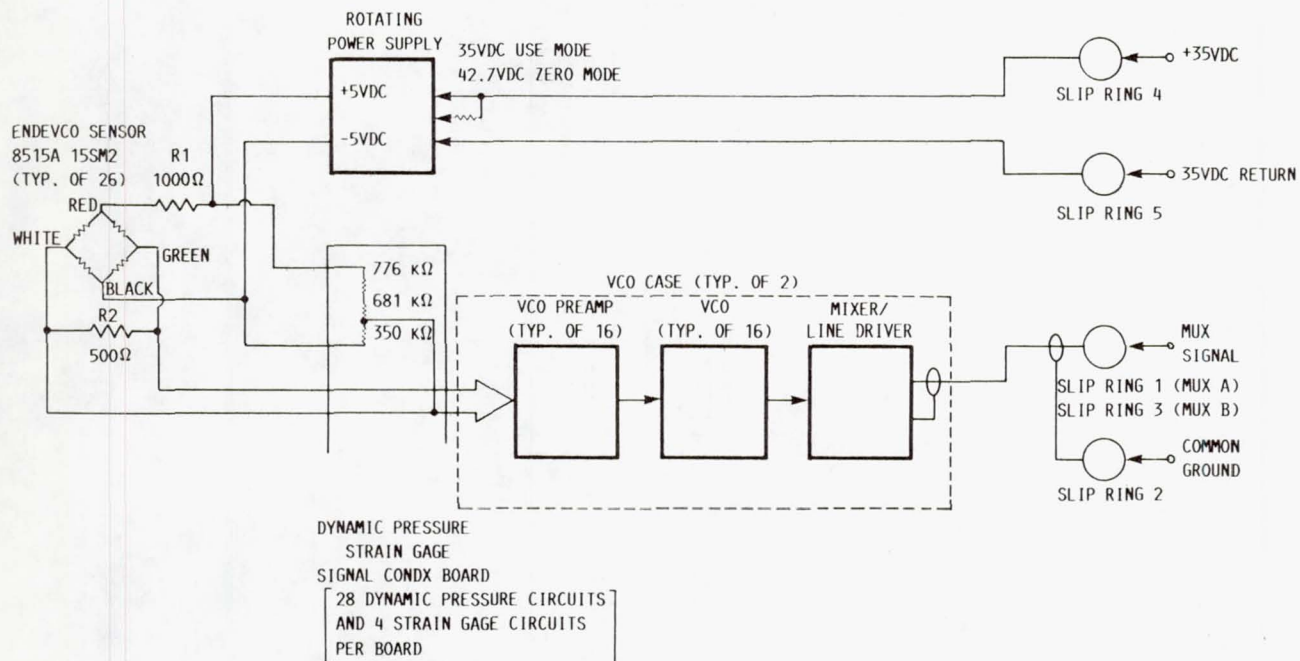 ROTATING
POWER SUPPLY
35VDC USE MODE
42.7VDC ZERO MODE
+5VDC
-5VDC
+35VDC
SLIP RING 4
35VDC RETURN
SLIP RING 5
ENDEVCO SENSOR
8515A 15SM2
(TYP. OF 26)
R1
1000Ω
RED
WHITE
GREEN
BLACK
R2
500Ω
776 KΩ
681 KΩ
350 KΩ
VCO CASE (TYP. OF 2)
VCO PREAMP
(TYP. OF 16)
VCO
(TYP. OF 16)
MIXER/
LINE DRIVER
MUX
SIGNAL
SLIP RING 1 (MUX A)
SLIP RING 3 (MUX B)
COMMON
GROUND
SLIP RING 2
DYNAMIC PRESSURE
STRAIN GAGE
SIGNAL CONDX BOARD
28 DYNAMIC PRESSURE CIRCUITS
AND 4 STRAIN GAGE CIRCUITS
PER BOARD